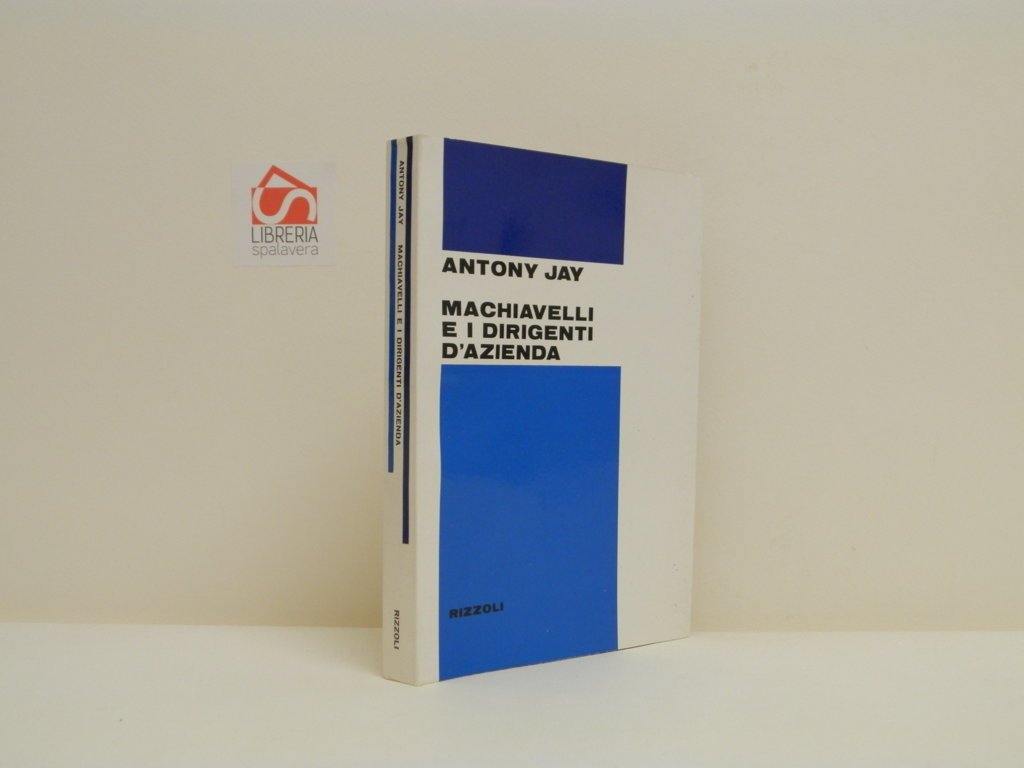 LIBRERIA
spalavera
ANTONY JAY MACHIAVELLI E I DIRIGENTI D'AZIENDA
RIZZOLI
ANTONY JAY
MACHIAVELLI
E I DIRIGENTI
D'AZIENDA
RIZZOLI